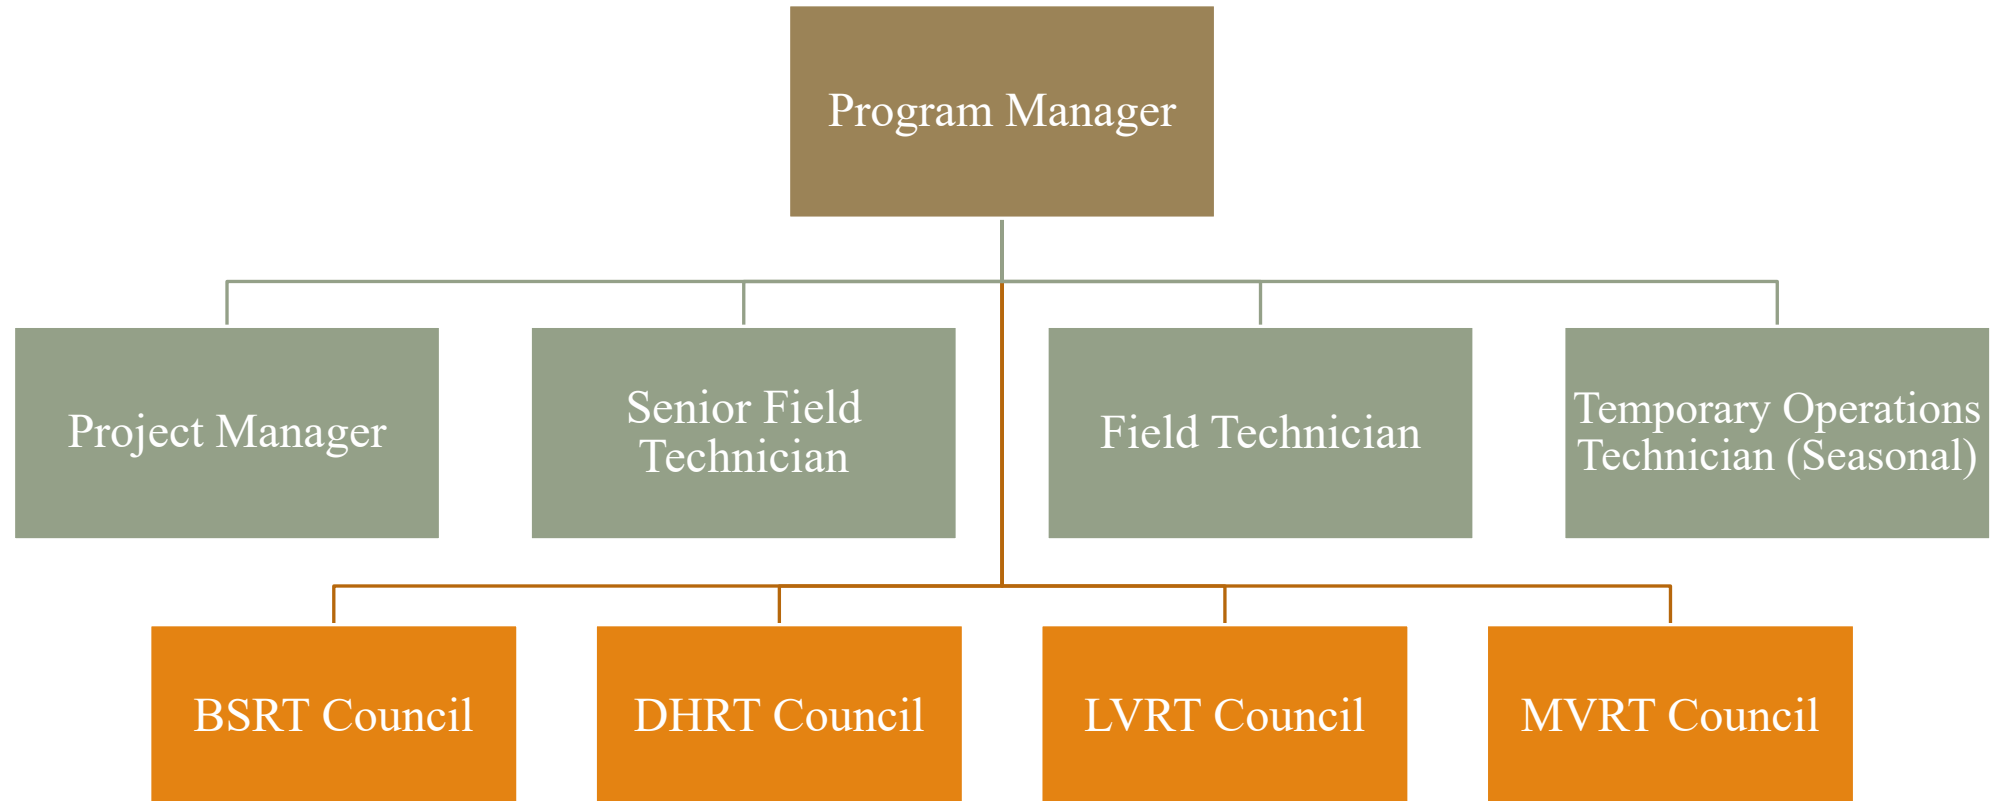 Program Manager
Project Manager
Senior Field
Technician
Field Technician
Temporary Operations
Technician (Seasonal)
BSRT Council
DHRT Council
LVRT Council
MVRT Council